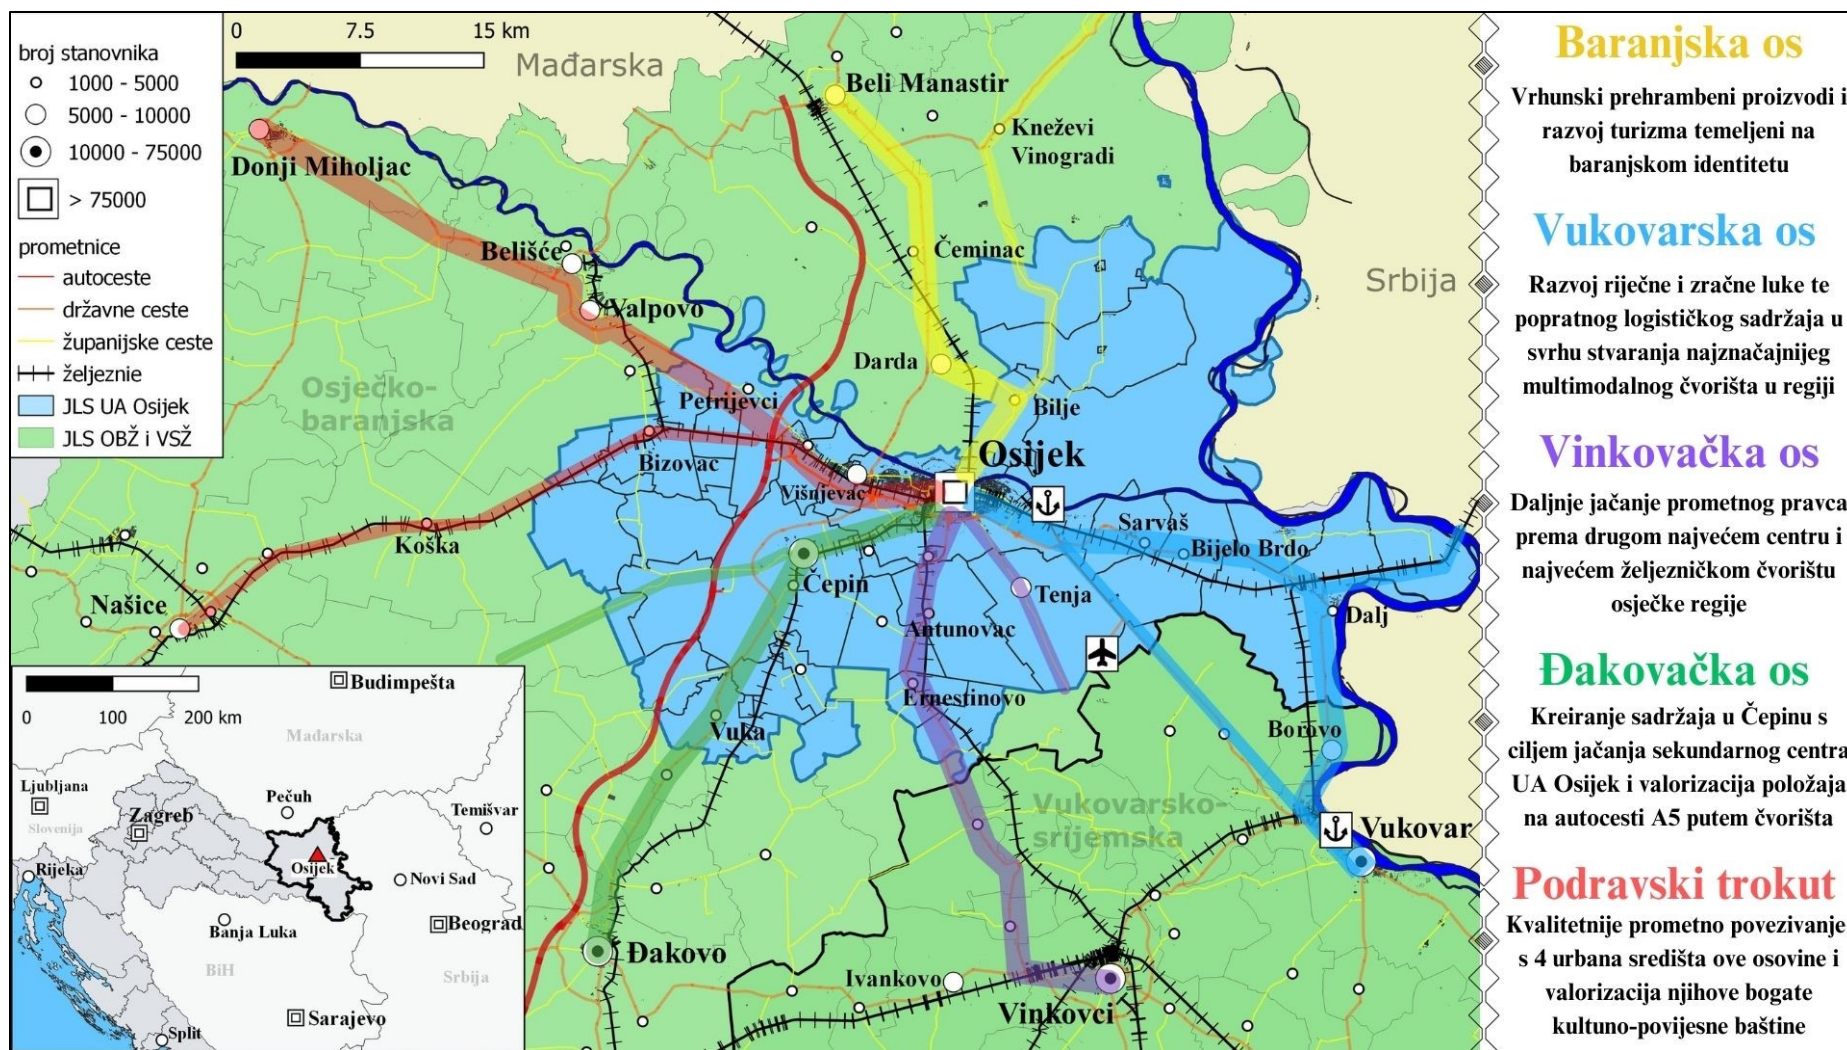 broj stanovnika
1000 - 5000
5000 - 10000
10000 - 75000
> 75000
prometnice
autoceste
državne ceste
županijske ceste
željeznie
JLS UA Osijek
JLS OBŽ i VSŽ
0 7.5 15 km
Mađarska
Srbija
Osječko-
baranjska
Vukovarsko-
srijemska
Beli Manastir
Kneževi
Vinogradi
Donji Miholjac
Belišće
Čeminac
Valpovo
Darda
Petrijevci
Bilje
Bizovac
Osijek
Višnjevac
Koška
Sarvaš
Bijelo Brdo
Čepin
Tenja
Našice
Dalj
Antunovac
Ernestinovo
Vuka
Borovo
Vukovar
Đakovo
Ivankovo
Vinkovci
0 100 200 km
Budimpešta
Mađarska
Ljubljana
Slovenija
Zagreb
Pečuh
Temišvar
Rijeka
Osijek
Novi Sad
Banja Luka
Beograd
BiH
Srbija
Sarajevo
Split
Baranjska os
Vrhunski prehrambeni proizvodi i
razvoj turizma temeljeni na
baranjskom identitetu
Vukovarska os
Razvoj riječne i zračne luke te
popratnog logističkog sadržaja u
svrhu stvaranja najznačajnijeg
multimodalnog čvorišta u regiji
Vinkovačka os
Daljnje jačanje prometnog pravca
prema drugom najvećem centru i
najvećem željezničkom čvorištu
osječke regije
Đakovačka os
Kreiranje sadržaja u Čepinu s
ciljem jačanja sekundarnog centra
UA Osijek i valorizacija položaja
na autocesti A5 putem čvorišta
Podravski trokut
Kvalitetnije prometno povezivanje
s 4 urbana središta ove osovine i
valorizacija njihove bogate
kultuno-povijesne baštine